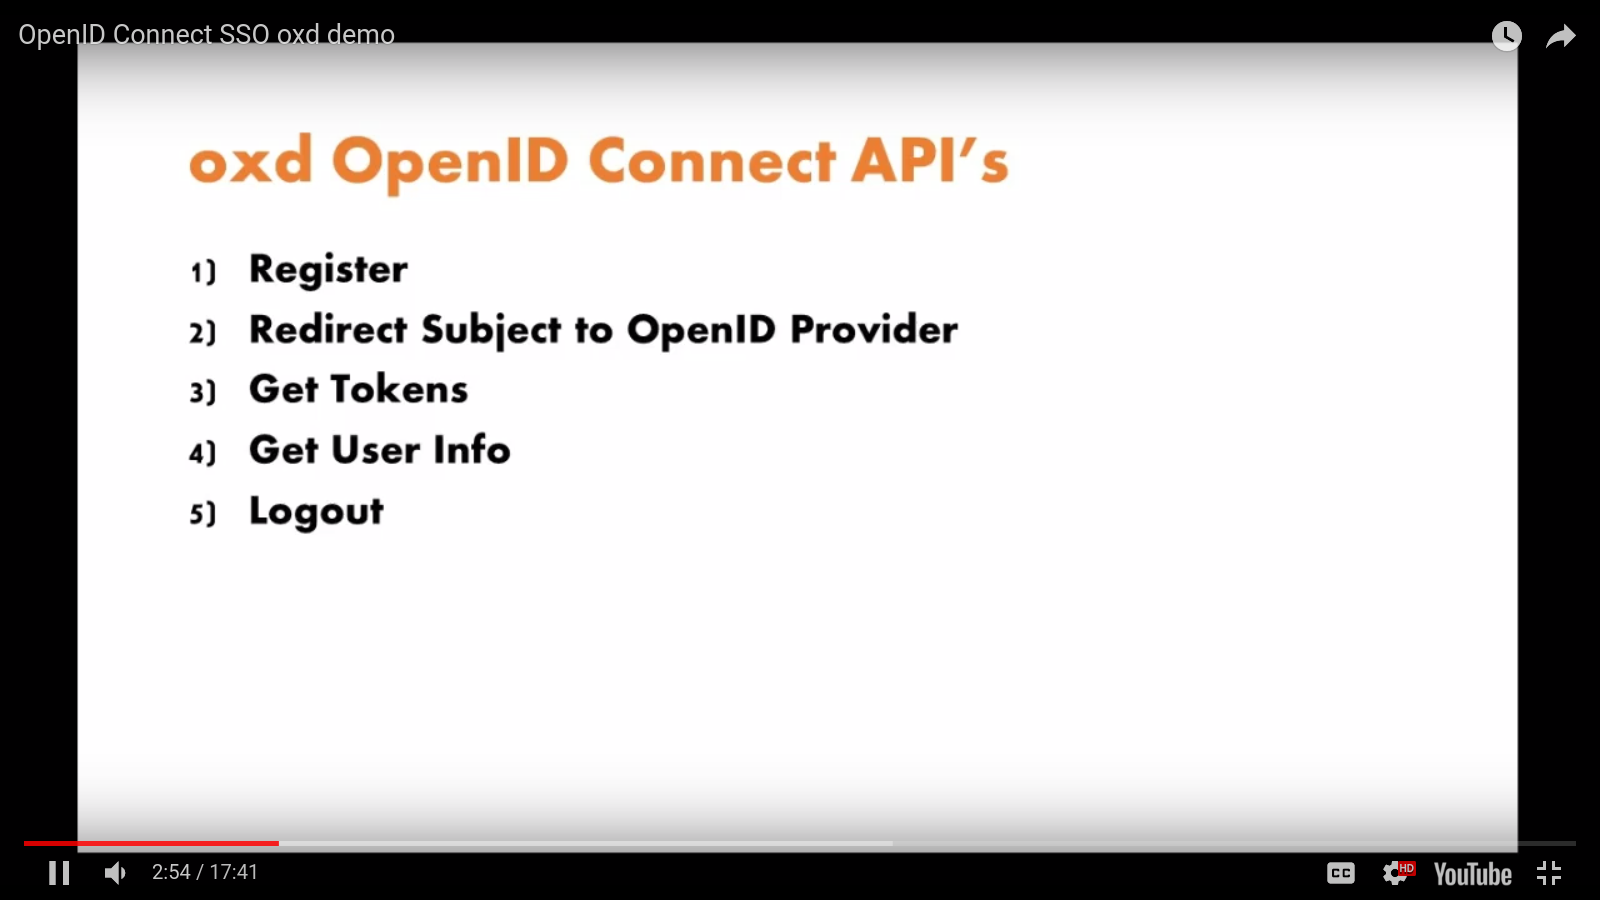 OpenID Connect SSO oxd demo
oxd OpenID Connect API’s
1) Register
2) Redirect Subject to OpenID Provider
3) Get Tokens
4) Get User Info
5) Logout
2:54 / 17:41
CC
HD
YouTube